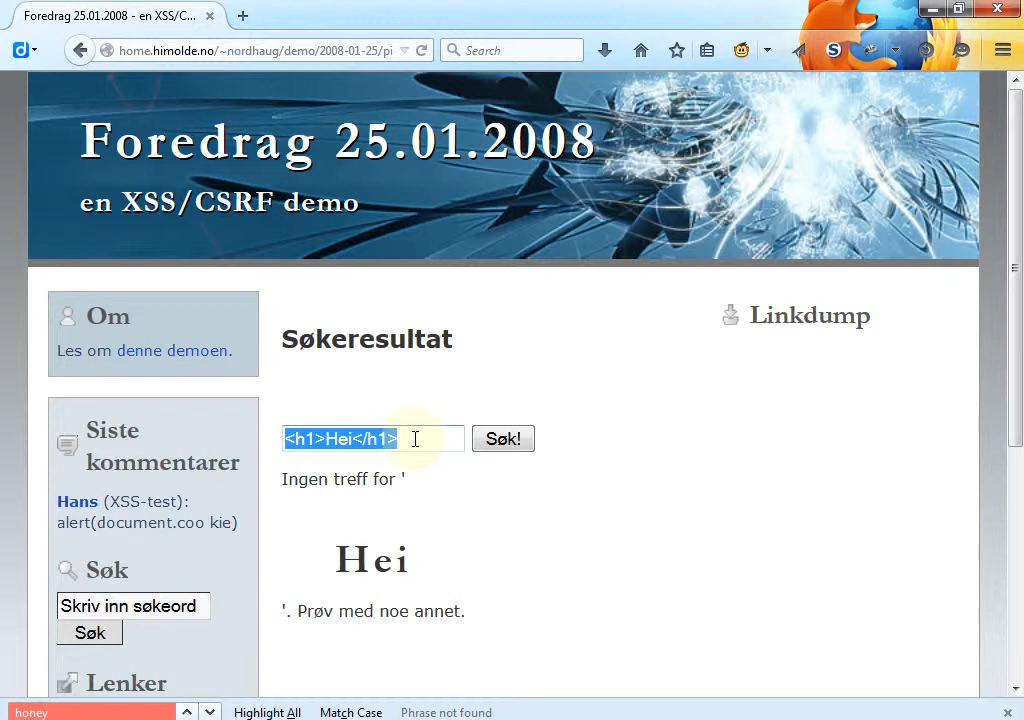 Foredrag 25.01.2008 - en XSS/C...
home.himolde.no/~nordhaug/demo/2008-01-25/pi
Search
Foredrag 25.01.2008
en XSS/CSRF demo
Om
Les om denne demoen.
Siste
kommentarer
Hans (XSS-test):
alert(document.coo kie)
Søk
Skriv inn søkeord
Søk
Lenker
Søkeresultat
<h1>Hei</h1>
Søk!
Ingen treff for '
Hei
'. Prøv med noe annet.
Linkdump
honey
Highlight All
Match Case
Phrase not found